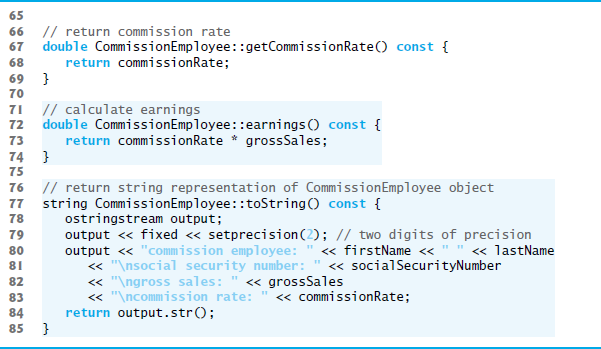 65
66 // return commission rate
67 double CommissionEmployee::getCommissionRate() const {
68    return commissionRate;
69 }
70
71 // calculate earnings
72 double CommissionEmployee::earnings() const {
73    return commissionRate * grossSales;
74 }
75
76 // return string representation of CommissionEmployee object
77 string CommissionEmployee::toString() const {
78    ostringstream output;
79    output << fixed << setprecision(2); // two digits of precision
80    output << "commission employee: " << firstName << " " << lastName
81       << "\nsocial security number: " << socialSecurityNumber
82       << "\ngross sales: " << grossSales
83       << "\ncommission rate: " << commissionRate;
84    return output.str();
85 }